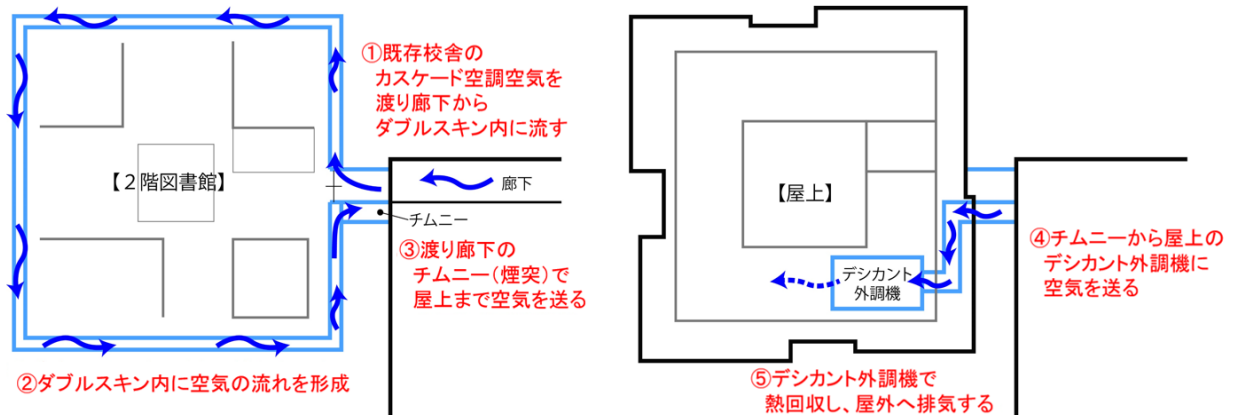 ①既存校舎の
カスケード空調空気を
渡り廊下から
ダブルスキン内に流す
【２階図書館】
廊下
チムニー
③渡り廊下の
チムニー（煙突）で
屋上まで空気を送る
②ダブルスキン内に空気の流れを形成
【屋上】
デシカント
外調機
④チムニーから屋上の
デシカント外調機に
空気を送る
⑤デシカント外調機で
熱回収し、屋外へ排気する